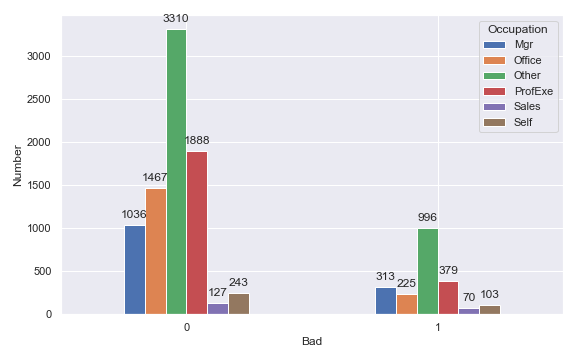 3310
Occupation
Mgr
Office
Other
ProfExe
Sales
Self
3000
2500
2000
1500
1000
500
0
Number
1036
1467
1888
127
243
313
225
996
379
70
103
0
1
Bad